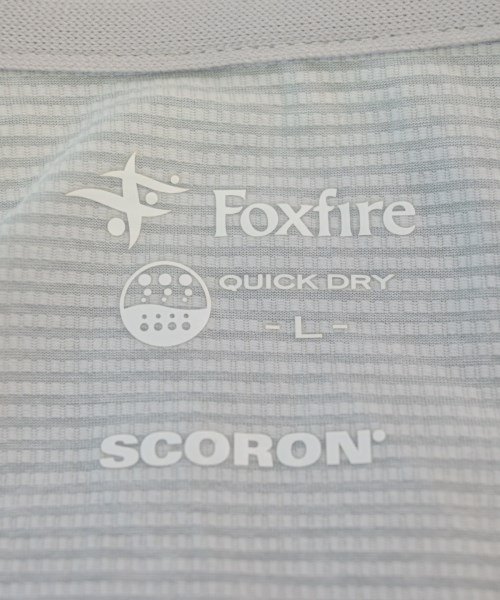 Foxfire
QUICK DRY
- L -
SCORON®